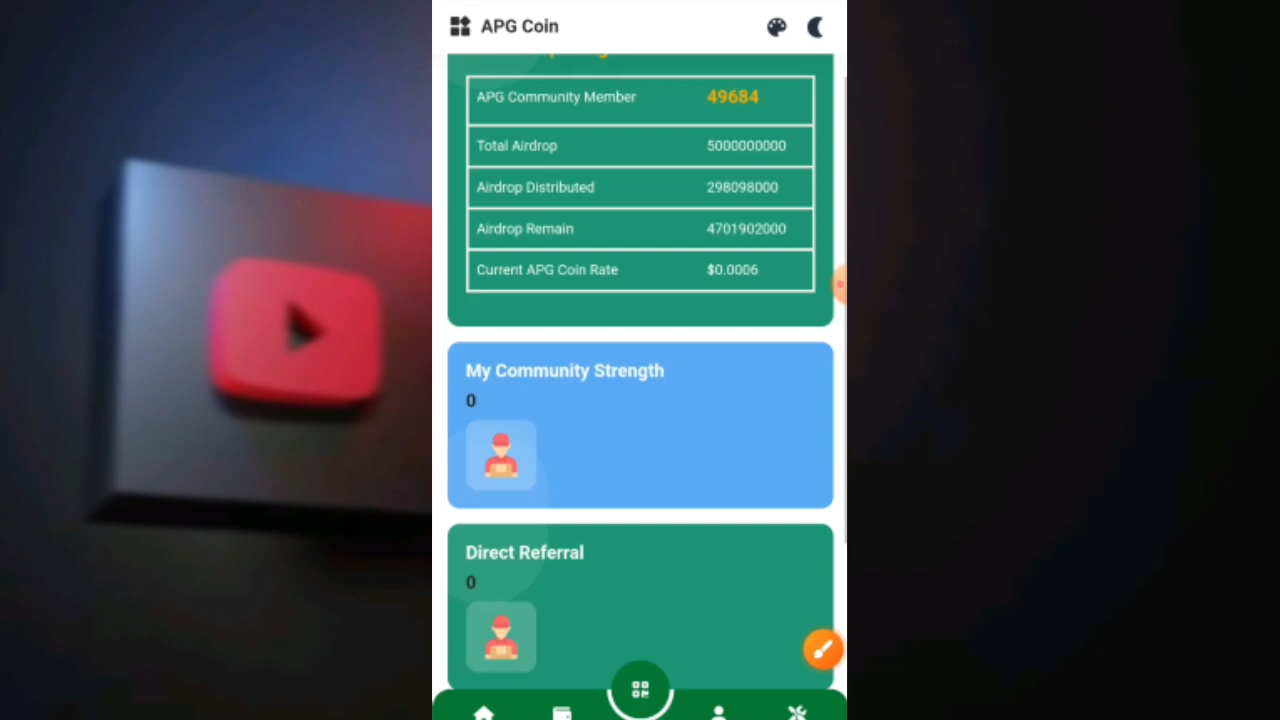 APG Coin
APG Community Member 49684
Total Airdrop 5000000000
Airdrop Distributed 298098000
Airdrop Remain 4701902000
Current APG Coin Rate $0.0006
My Community Strength
0
Direct Referral
0